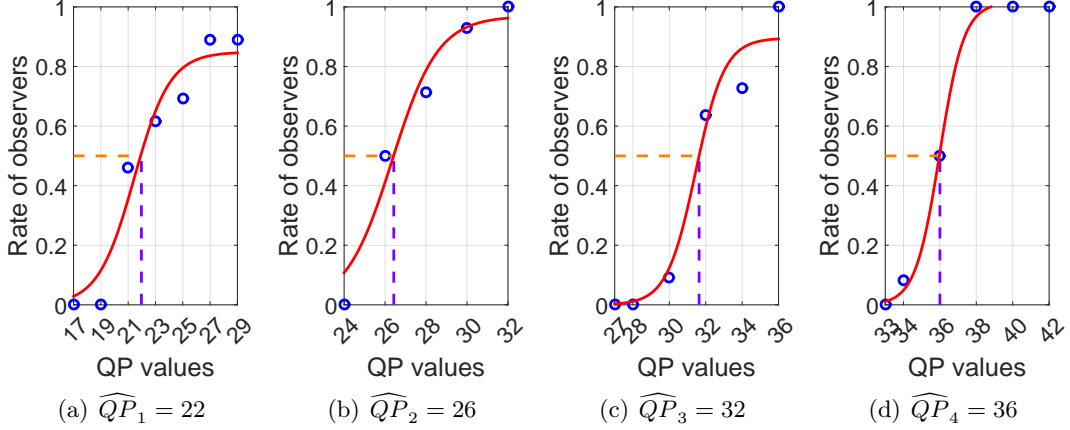 Rate of observers
1
0.8
0.6
0.4
0.2
0
17 19 21 23 25 27 29
QP values
(a) \widehat{QP}_1 = 22
Rate of observers
1
0.8
0.6
0.4
0.2
0
24 26 28 30 32
QP values
(b) \widehat{QP}_2 = 26
Rate of observers
1
0.8
0.6
0.4
0.2
0
27 28 30 32 34 36
QP values
(c) \widehat{QP}_3 = 32
Rate of observers
1
0.8
0.6
0.4
0.2
0
33 34 36 38 40 42
QP values
(d) \widehat{QP}_4 = 36